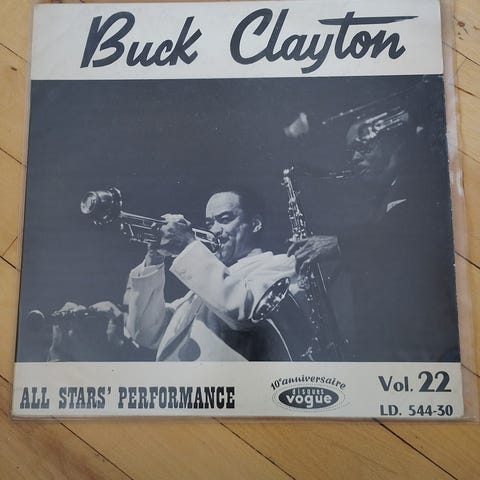 Buck Clayton
ALL STARS' PERFORMANCE
10e anniversaire
disques
vogue
Vol. 22
LD. 544-30